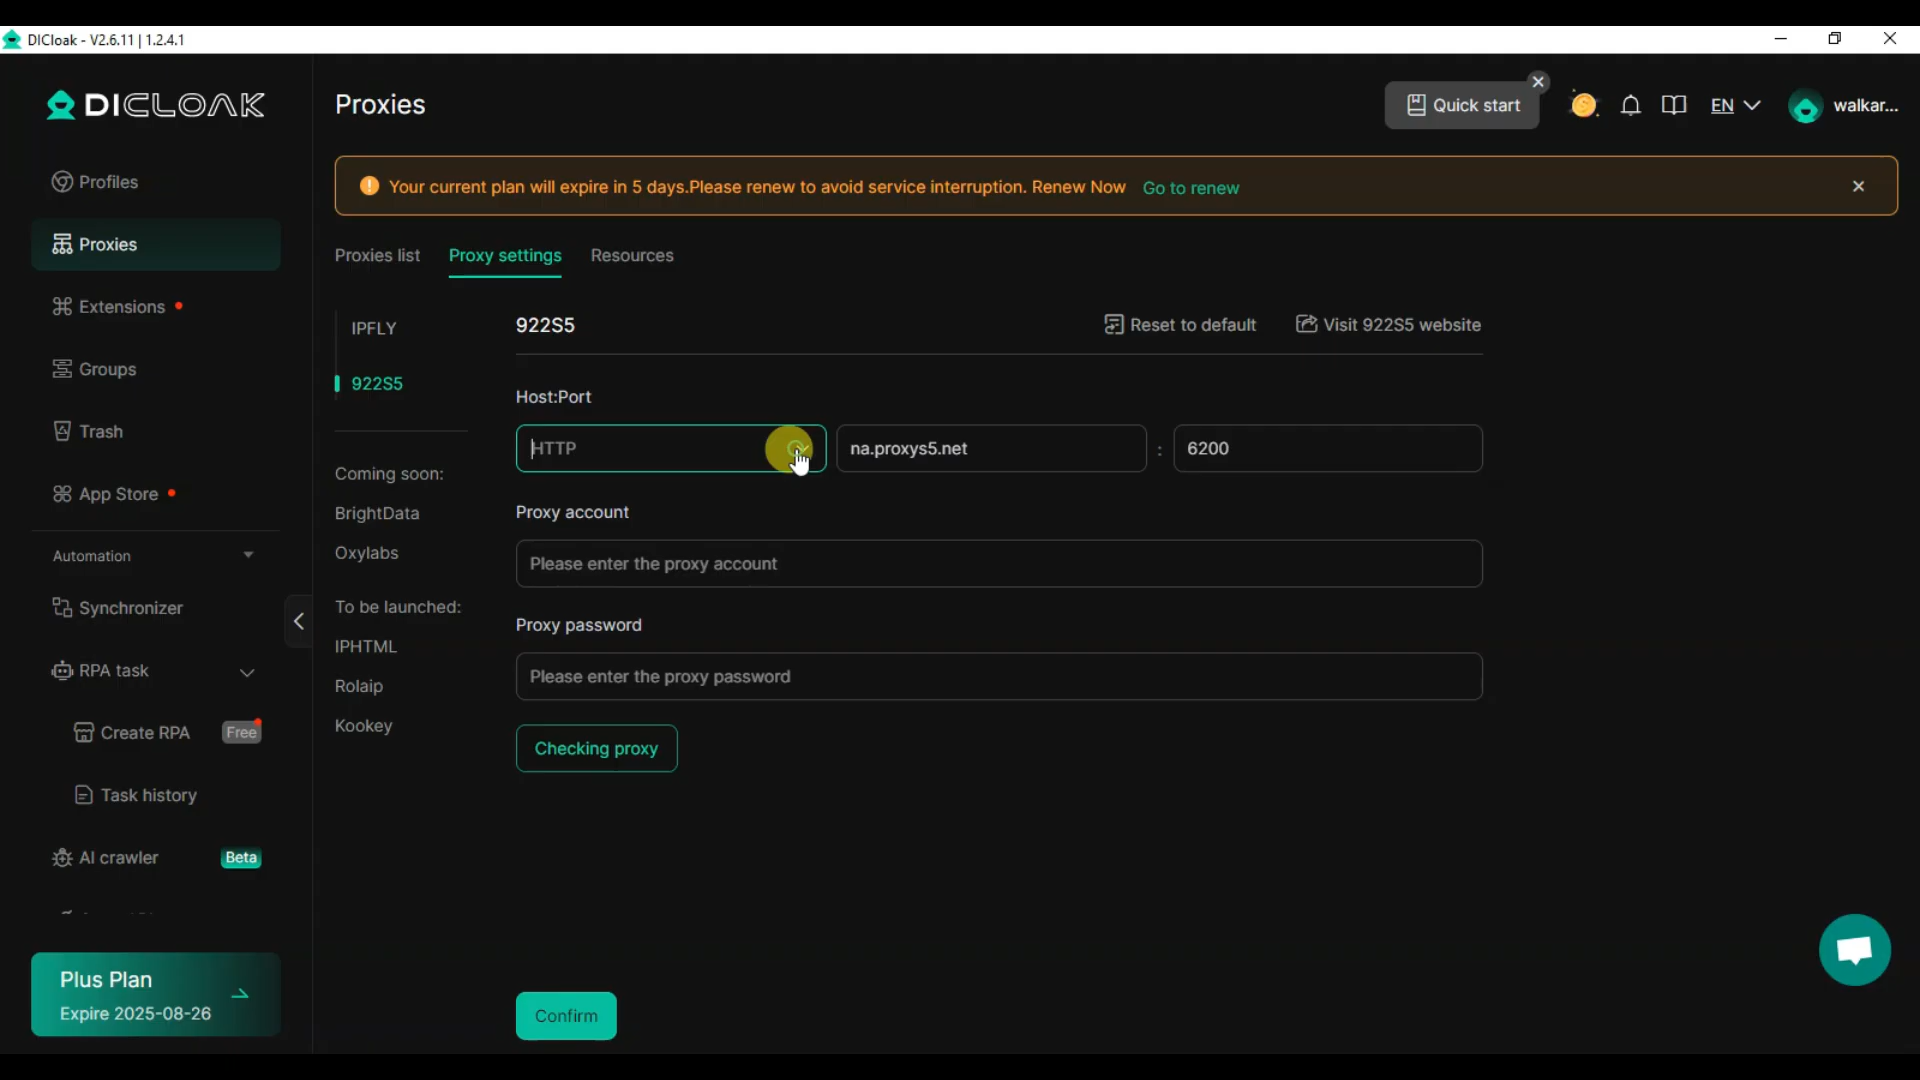 DICloak - V2.6.11 | 1.2.4.1
DICLOAK
Proxies
Quick start
EN
walkar...
Your current plan will expire in 5 days.Please renew to avoid service interruption. Renew Now Go to renew
Profiles
Proxies
Extensions
Groups
Trash
App Store
Automation
Synchronizer
RPA task
Create RPA Free
Task history
AI crawler Beta
Plus Plan
Expire 2025-08-26
Proxies list Proxy settings Resources
IPFLY
922S5
Coming soon:
BrightData
Oxylabs
To be launched:
IPHTML
Rolaip
Kookey
922S5
Reset to default
Visit 922S5 website
Host:Port
HTTP na.proxys5.net : 6200
Proxy account
Please enter the proxy account
Proxy password
Please enter the proxy password
Checking proxy
Confirm